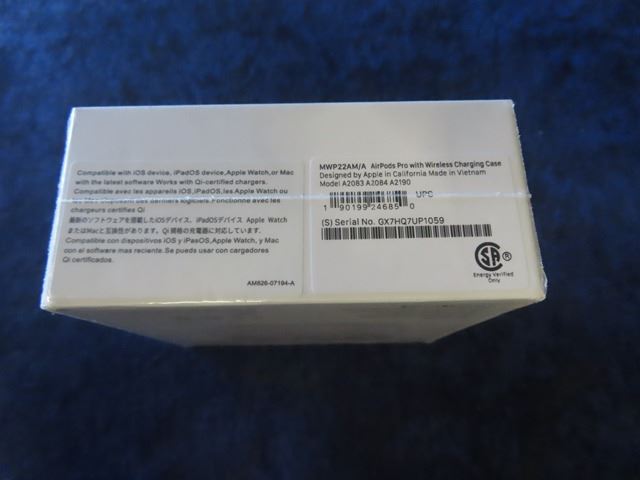 Compatible with iOS device, iPadOS device,Apple Watch,or Mac
with the latest software Works with Qi-certified chargers.
Compatible avec les appareils iOS,iPadOS,les Apple Watch ou
les Mac disposant des derniers logiciels Fonctionne avec les
chargeurs certifies Qi
最新のソフトウェアを搭載したiOSデバイス, iPadOSデバイス Apple Watch
またはMacと互換性があります。Qi 規格の充電器に対応しています。
Compatible con dispositivos iOS y iPasOS,Apple Watch, y Mac
con el software mas reciente.Se puede usar con cargadores
Qi certificados.
AM826-07194-A
MWP22AM/A AirPods Pro with Wireless Charging Case
Designed by Apple in California Made in Vietnam
Model A2083 A2084 A2190
UPC
1 90199 24685 0
(S) Serial No. GX7HQ7UP1059
SA
Energy Verified
Only